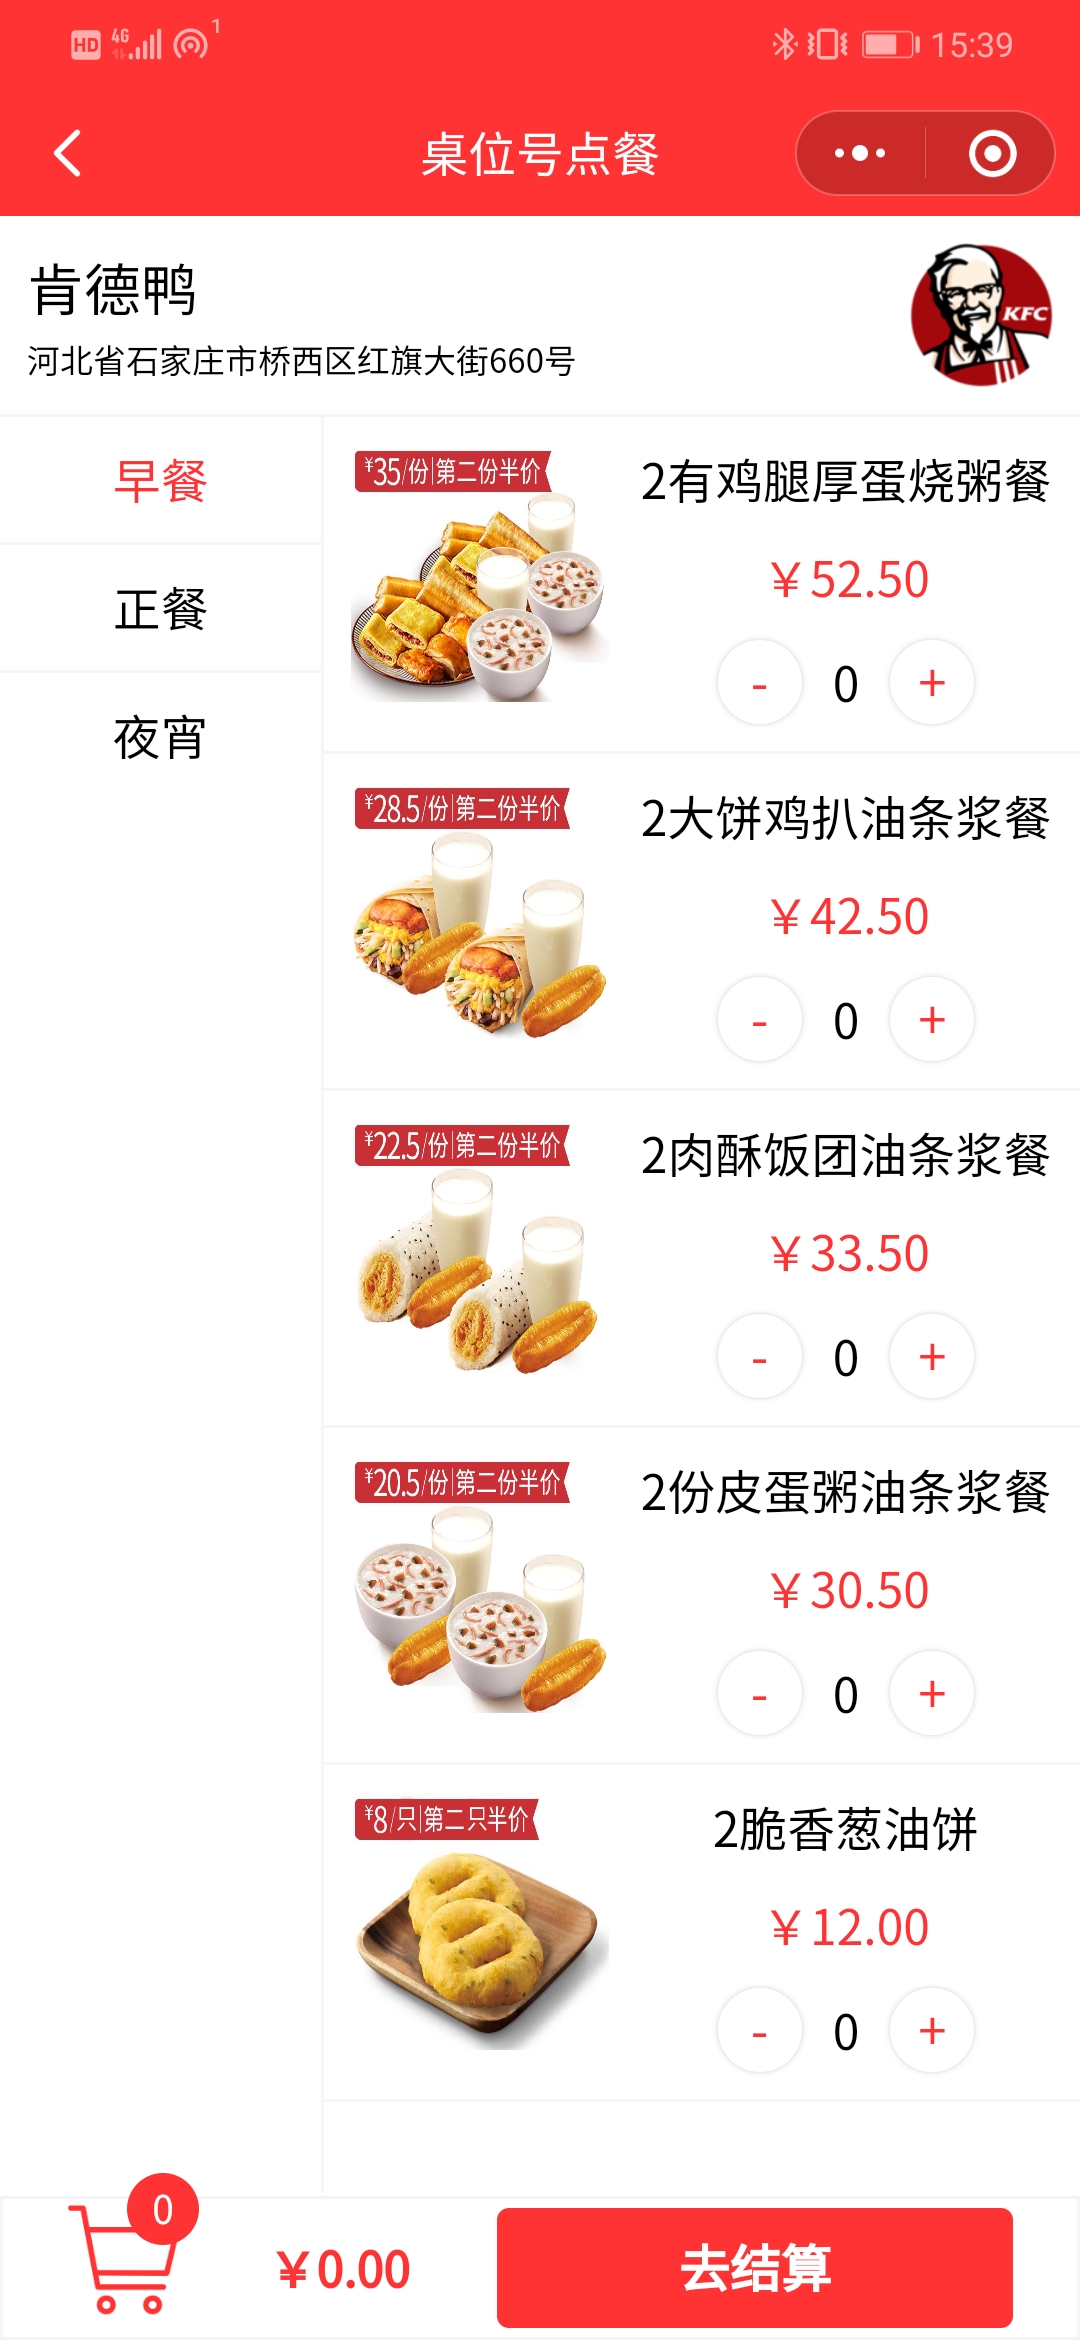 HD 4G 1 15:39
桌位号点餐
肯德鸭
KFC
河北省石家庄市桥西区红旗大街660号
早餐
正餐
夜宵
¥35/份|第二份半价
2有鸡腿厚蛋烧粥餐
¥52.50
- 0 +
¥28.5/份|第二份半价
2大饼鸡扒油条浆餐
¥42.50
- 0 +
¥22.5/份|第二份半价
2肉酥饭团油条浆餐
¥33.50
- 0 +
¥20.5/份|第二份半价
2份皮蛋粥油条浆餐
¥30.50
- 0 +
¥8/只|第二只半价
2脆香葱油饼
¥12.00
- 0 +
0
¥0.00
去结算